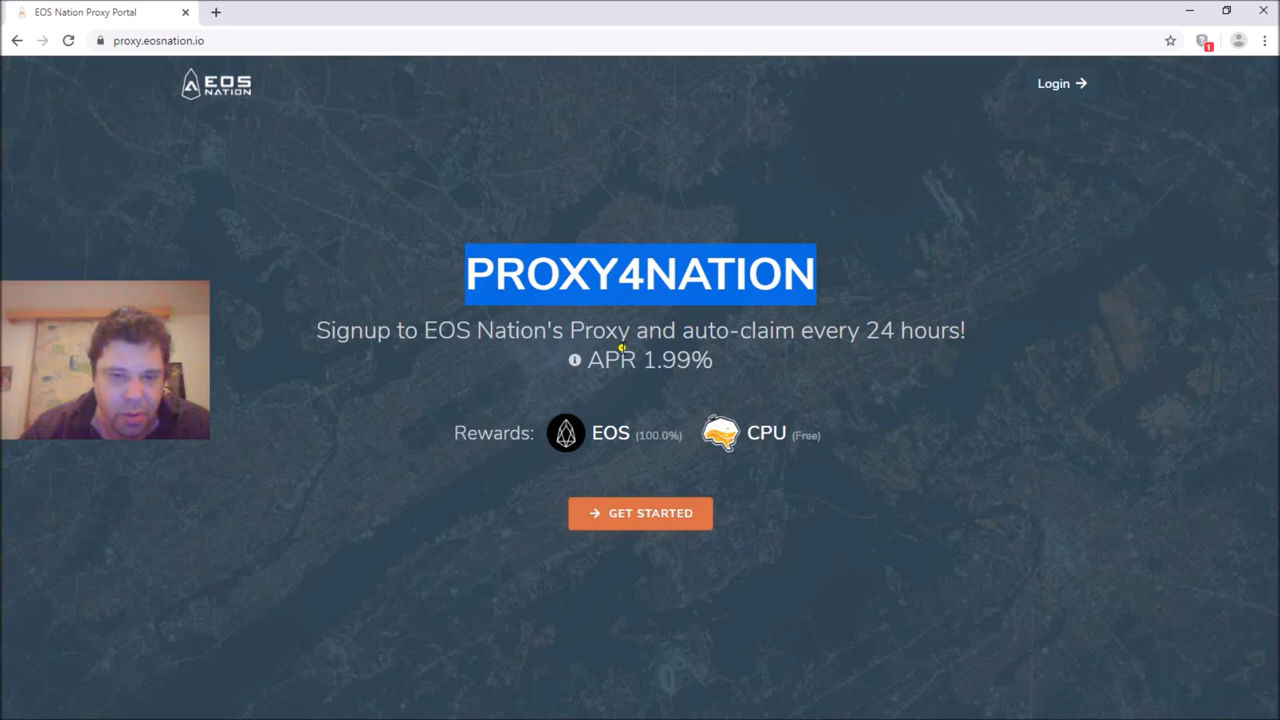 EOS Nation Proxy Portal
proxy.eosnation.io
1
EOS
NATION
Login
PROXY4NATION
Signup to EOS Nation's Proxy and auto-claim every 24 hours!
APR 1.99%
Rewards: EOS (100.0%) CPU (Free)
GET STARTED